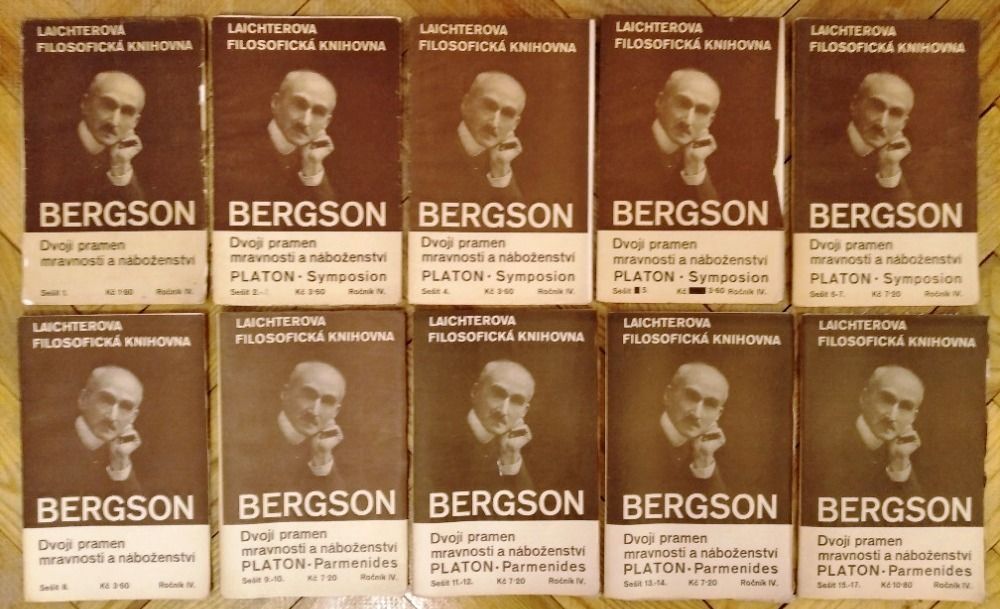 LAICHTEROVA
FILOSOFICKÁ KNIHOVNA
BERGSON
Dvojí pramen
mravnosti a náboženství
Sešit 1. Kč 1·80 Ročník IV.
LAICHTEROVA
FILOSOFICKÁ KNIHOVNA
BERGSON
Dvojí pramen
mravnosti a náboženství
PLATON · Symposion
Sešit 2.- Kč 3·60 Ročník IV.
LAICHTEROVA
FILOSOFICKÁ KNIHOVNA
BERGSON
Dvojí pramen
mravnosti a náboženství
PLATON · Symposion
Sešit 4. Kč 3·60 Ročník IV.
LAICHTEROVA
FILOSOFICKÁ KNIHOVNA
BERGSON
Dvojí pramen
mravnosti a náboženství
PLATON · Symposion
Sešit 5. Kč 3·60 Ročník IV.
LAICHTEROVA
FILOSOFICKÁ KNIHOVNA
BERGSON
Dvojí pramen
mravnosti a náboženství
PLATON · Symposion
Sešit 6-7. Kč 7·20 Ročník IV.
LAICHTEROVA
FILOSOFICKÁ KNIHOVNA
BERGSON
Dvojí pramen
mravnosti a náboženství
Sešit 8. Kč 3·60 Ročník IV.
LAICHTEROVA
FILOSOFICKÁ KNIHOVNA
BERGSON
Dvojí pramen
mravnosti a náboženství
PLATON · Parmenides
Sešit 9.-10. Kč 7·20 Ročník IV.
LAICHTEROVA
FILOSOFICKÁ KNIHOVNA
BERGSON
Dvojí pramen
mravnosti a náboženství
PLATON · Parmenides
Sešit 11.-12. Kč 7·20 Ročník IV.
LAICHTEROVA
FILOSOFICKÁ KNIHOVNA
BERGSON
Dvojí pramen
mravnosti a náboženství
PLATON · Parmenides
Sešit 13.-14. Kč 7·20 Ročník IV.
LAICHTEROVA
FILOSOFICKÁ KNIHOVNA
BERGSON
Dvojí pramen
mravnosti a náboženství
PLATON · Parmenides
Sešit 15.-17. Kč 10·80 Ročník IV.